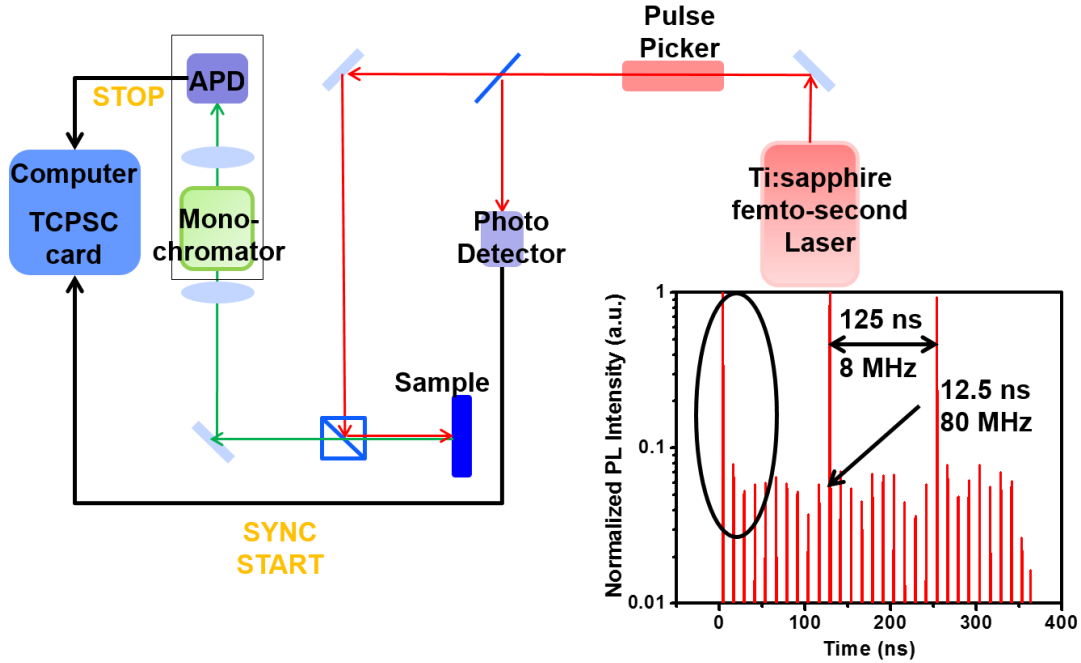 Pulse
Picker
APD
STOP
Computer
TCPSC
card
Mono-
chromator
Photo
Detector
Ti:sapphire
femto-second
Laser
Sample
SYNC
START
Normalized PL Intensity (a.u.)
1
0.1
0.01
125 ns
8 MHz
12.5 ns
80 MHz
0
100
200
300
400
Time (ns)